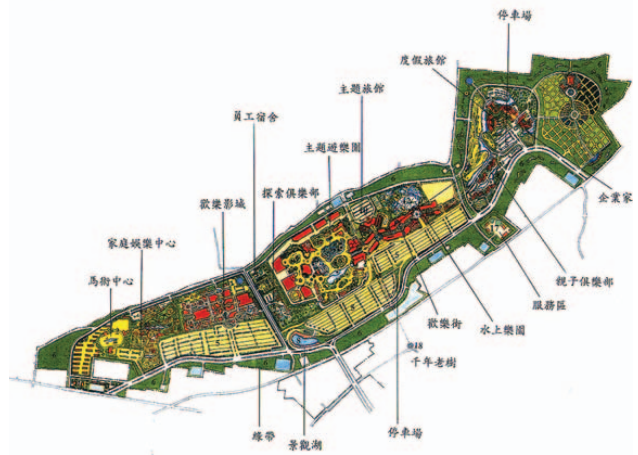 停車場
度假旅館
主題旅館
員工宿舍
主題遊樂園
探索俱樂部
歡樂影城
家庭娛樂中心
馬術中心
企業家
親子俱樂部
服務區
水上樂園
歡樂街
#18
千年老樹
停車場
景觀湖
綠帶